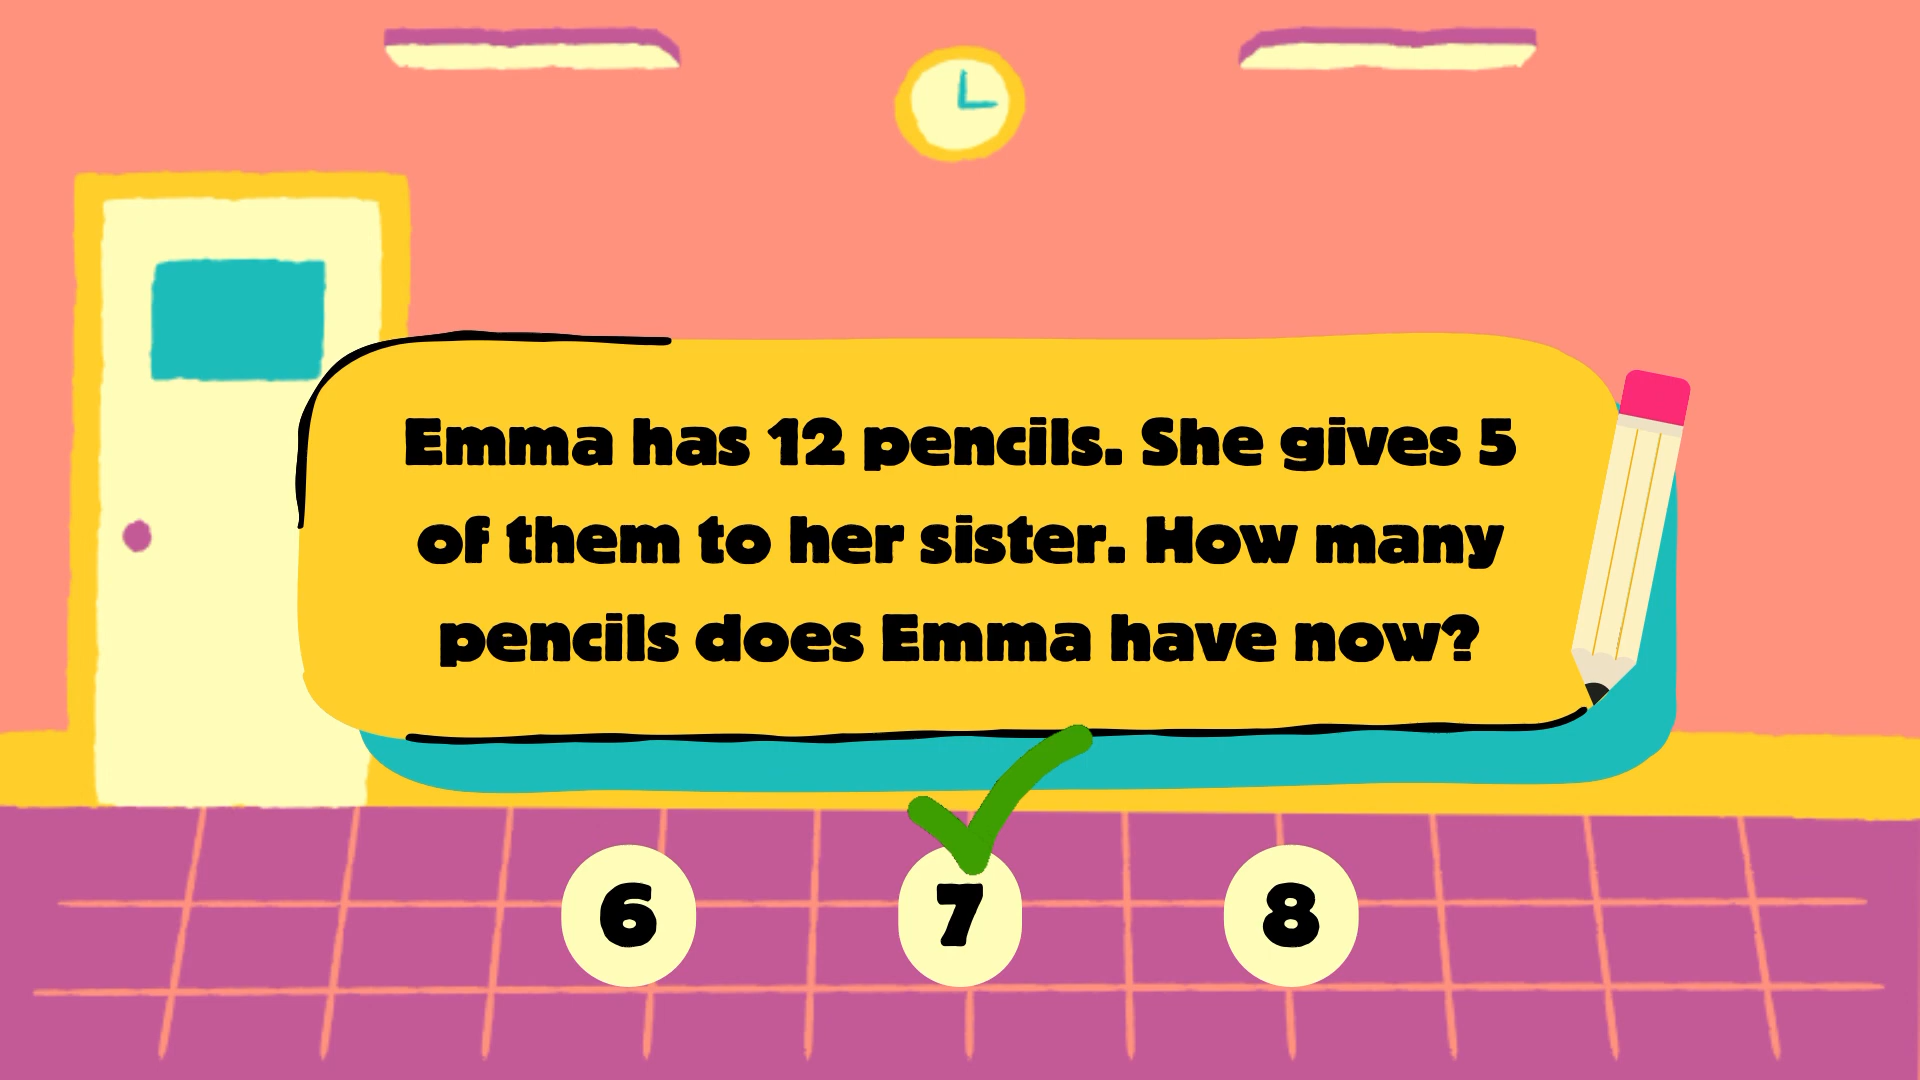 Emma has 12 pencils. She gives 5
of them to her sister. How many
pencils does Emma have now?
6 7 8